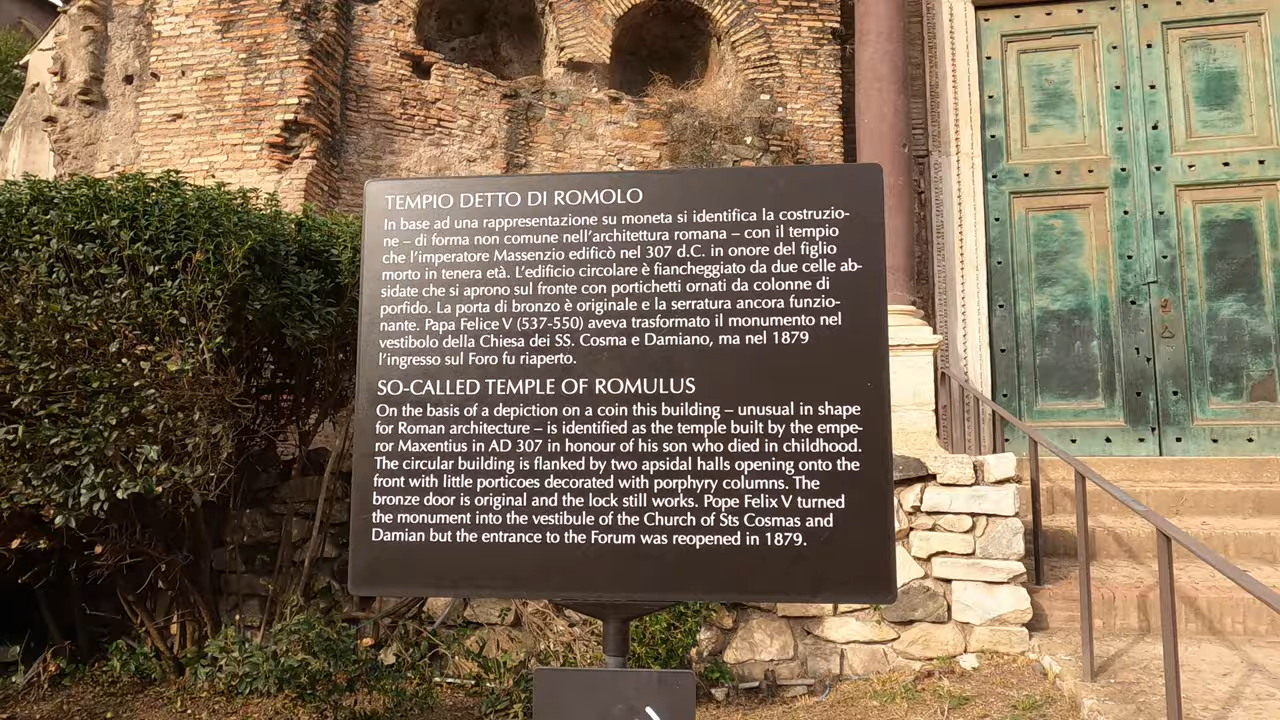 TEMPIO DETTO DI ROMOLO
In base ad una rappresentazione su moneta si identifica la costruzio-
ne – di forma non comune nell'architettura romana – con il tempio
che l'imperatore Massenzio edificò nel 307 d.C. in onore del figlio
morto in tenera età. L'edificio circolare è fiancheggiato da due celle ab-
sidate che si aprono sul fronte con portichetti ornati da colonne di
porfido. La porta di bronzo è originale e la serratura ancora funzio-
nante. Papa Felice V (537-550) aveva trasformato il monumento nel
vestibolo della Chiesa dei SS. Cosma e Damiano, ma nel 1879
l'ingresso sul Foro fu riaperto.
SO-CALLED TEMPLE OF ROMULUS
On the basis of a depiction on a coin this building – unusual in shape
for Roman architecture – is identified as the temple built by the empe-
ror Maxentius in AD 307 in honour of his son who died in childhood.
The circular building is flanked by two apsidal halls opening onto the
front with little porticoes decorated with porphyry columns. The
bronze door is original and the lock still works. Pope Felix V turned
the monument into the vestibule of the Church of Sts Cosmas and
Damian but the entrance to the Forum was reopened in 1879.